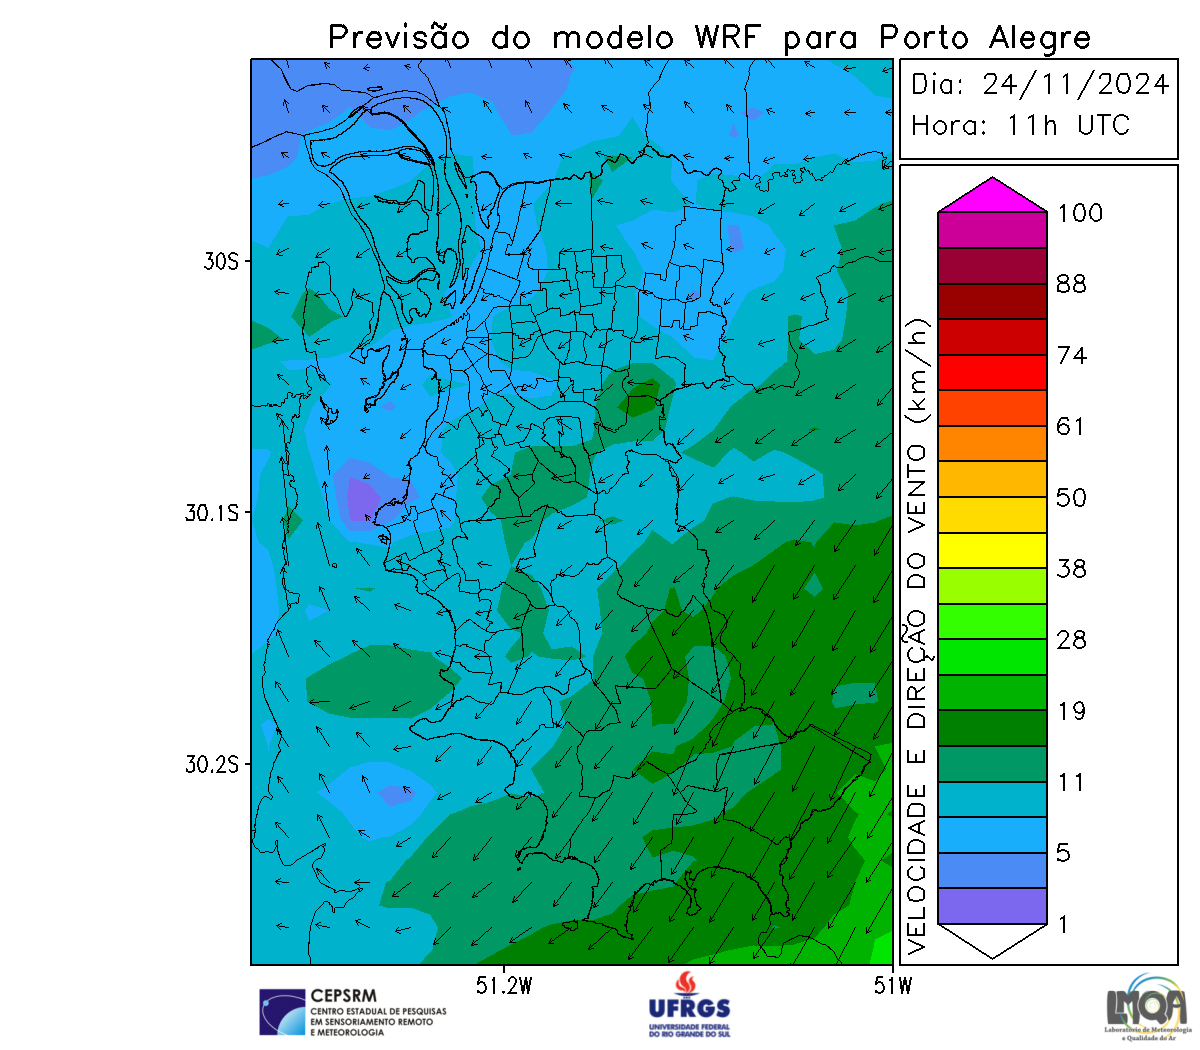 Previsão do modelo WRF para Porto Alegre
Dia: 24/11/2024
Hora: 11h UTC
30S
30.1S
30.2S
51.2W
51W
VELOCIDADE E DIREÇÃO DO VENTO (km/h)
100
88
74
61
50
38
28
19
11
5
1
CEPSRM
CENTRO ESTADUAL DE PESQUISAS
EM SENSORIAMENTO REMOTO
E METEOROLOGIA
UFRGS
UNIVERSIDADE FEDERAL
DO RIO GRANDE DO SUL
LMQA
Laboratório de Meteorologia
e Qualidade do Ar